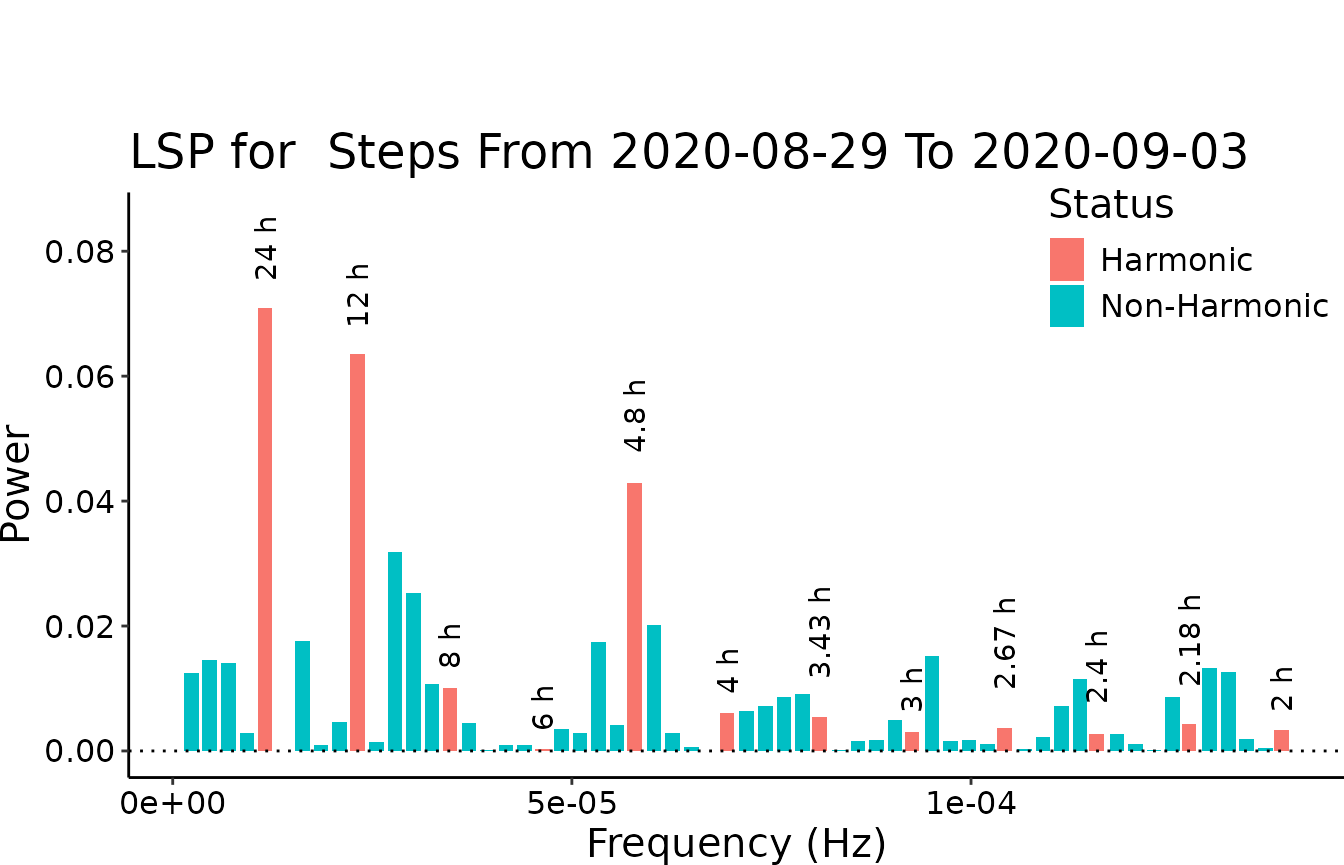 LSP for  Steps From 2020-08-29 To 2020-09-03
Status
Harmonic
Non-Harmonic
Power
0.08
0.06
0.04
0.02
0.00
24 h
12 h
8 h
6 h
4.8 h
4 h
3.43 h
3 h
2.67 h
2.4 h
2.18 h
2 h
0e+00
5e-05
1e-04
Frequency (Hz)